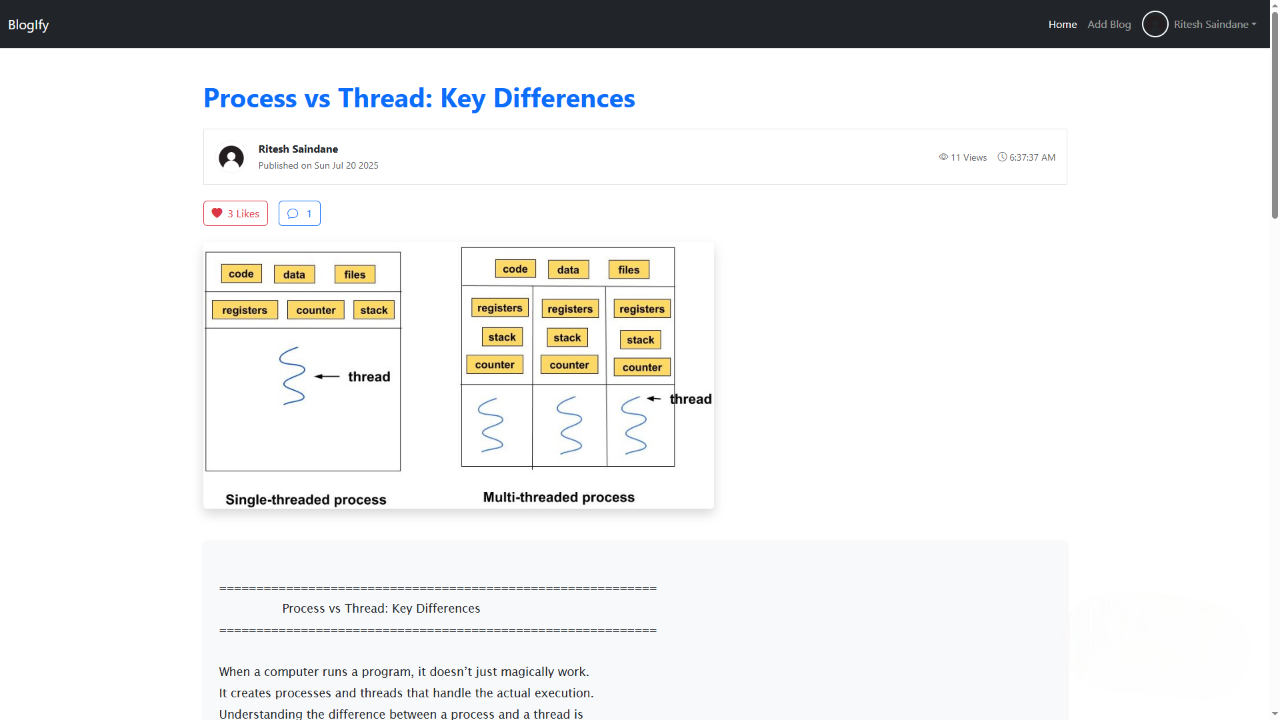 BlogIfy
Home Add Blog Ritesh Saindane
Process vs Thread: Key Differences
Ritesh Saindane
Published on Sun Jul 20 2025
11 Views 6:37:37 AM
3 Likes 1
code data files
registers counter stack
thread
Single-threaded process
code data files
registers registers registers
stack stack stack
counter counter counter
thread
Multi-threaded process
===========================================================
Process vs Thread: Key Differences
===========================================================
When a computer runs a program, it doesn’t just magically work.
It creates processes and threads that handle the actual execution.
Understanding the difference between a process and a thread is